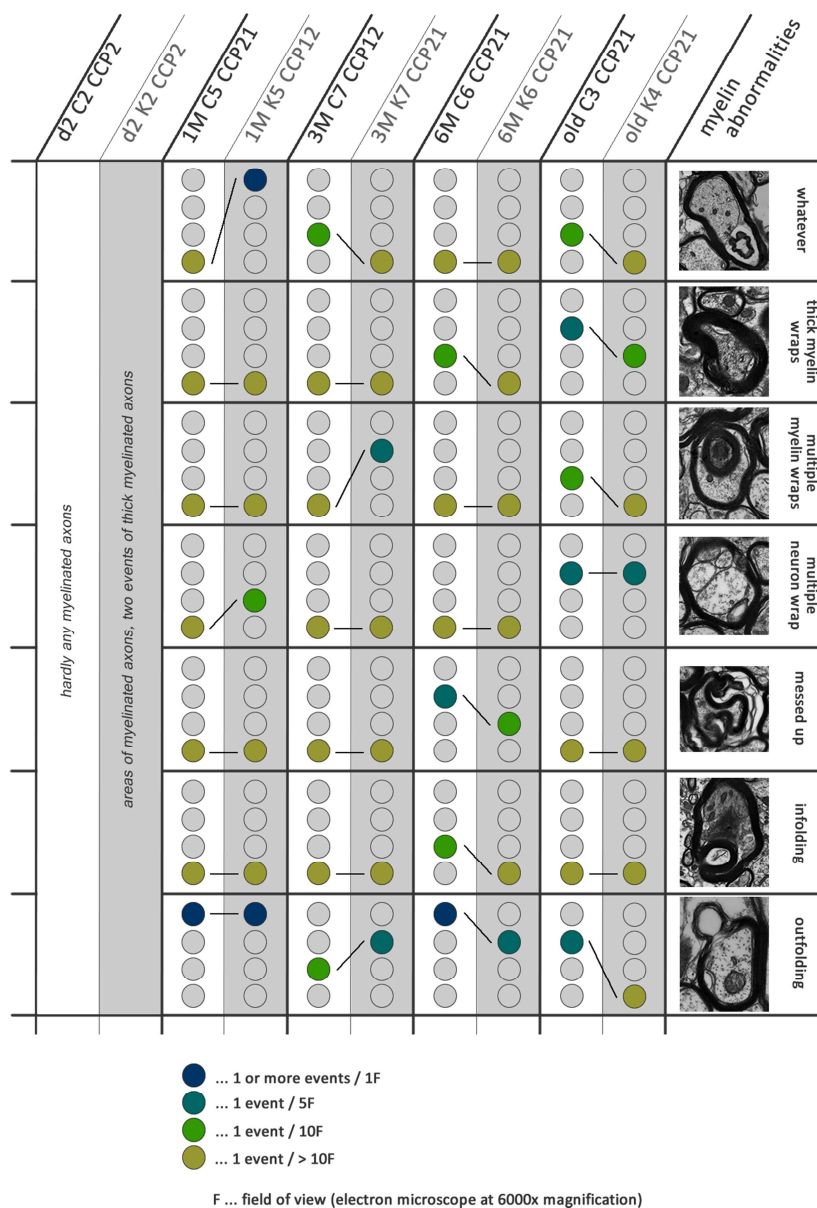 d2 C2 CCP2
d2 K2 CCP2
1M C5 CCP21
1M K5 CCP12
3M C7 CCP12
3M K7 CCP21
6M C6 CCP21
6M K6 CCP21
old C3 CCP21
old K4 CCP21
myelin
abnormalities
whatever
thick myelin
wraps
multiple
myelin wraps
multiple
neuron wrap
messed up
infolding
outfolding
hardly any myelinated axons
areas of myelinated axons, two events of thick myelinated axons
... 1 or more events / 1F
... 1 event / 5F
... 1 event / 10F
... 1 event / > 10F
F ... field of view (electron microscope at 6000x magnification)